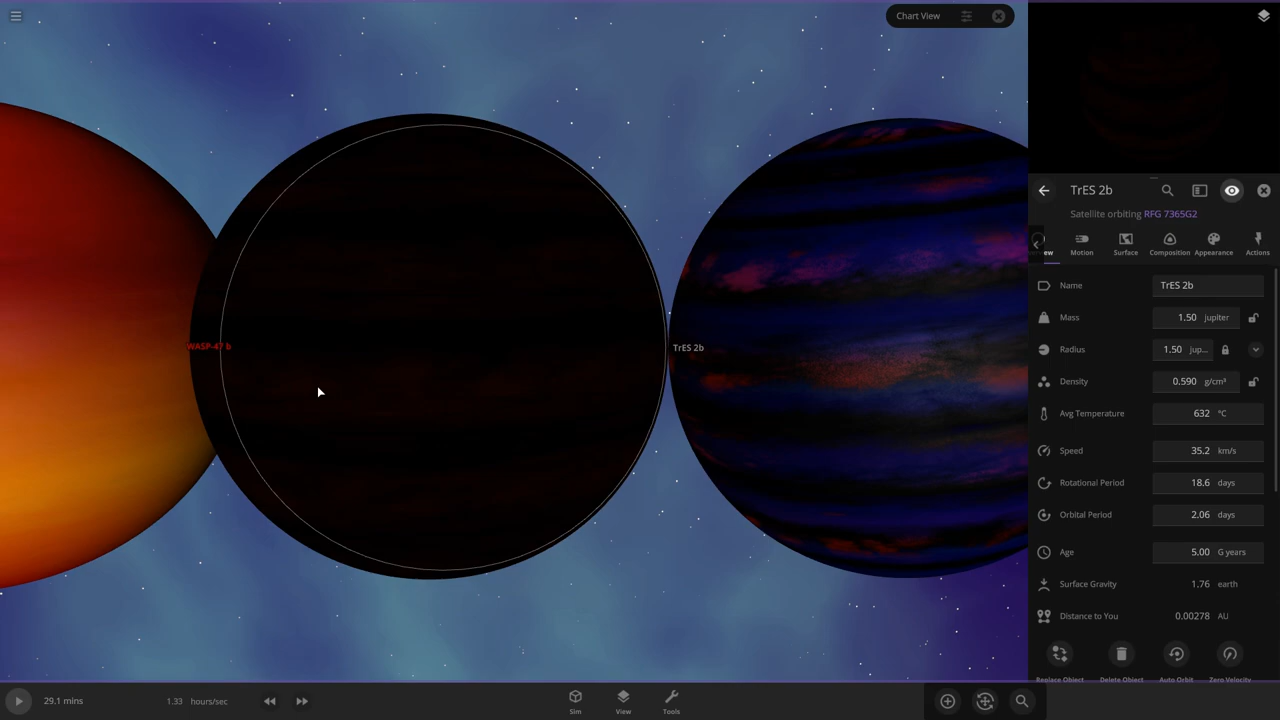 Chart View
WASP-47 b
TrES 2b
TrES 2b
Satellite orbiting RFG 7365G2
Motion Surface Composition Appearance Actions
Name TrES 2b
Mass 1.50 jupiter
Radius 1.50 jup...
Density 0.590 g/cm³
Avg Temperature 632 °C
Speed 35.2 km/s
Rotational Period 18.6 days
Orbital Period 2.06 days
Age 5.00 G years
Surface Gravity 1.76 earth
Distance to You 0.00278 AU
Replace Object Delete Object Auto Orbit Zero Velocity
29.1 mins 1.33 hours/sec
Sim View Tools